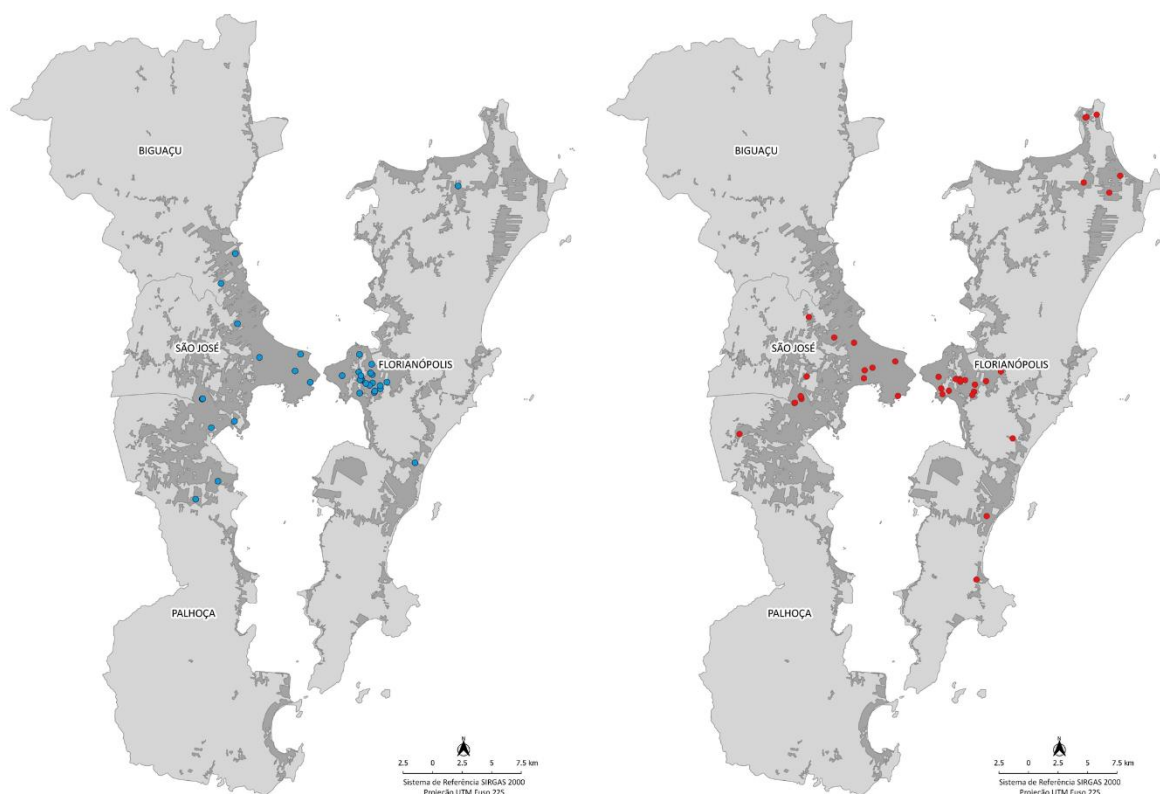 BIGUAÇU
SÃO JOSÉ
FLORIANÓPOLIS
PALHOÇA
N
2.5 0 2.5 5 7.5 km
Sistema de Referência SIRGAS 2000
Projeção UTM Fuso 22S
BIGUAÇU
SÃO JOSÉ
FLORIANÓPOLIS
PALHOÇA
N
2.5 0 2.5 5 7.5 km
Sistema de Referência SIRGAS 2000
Projeção UTM Fuso 22S